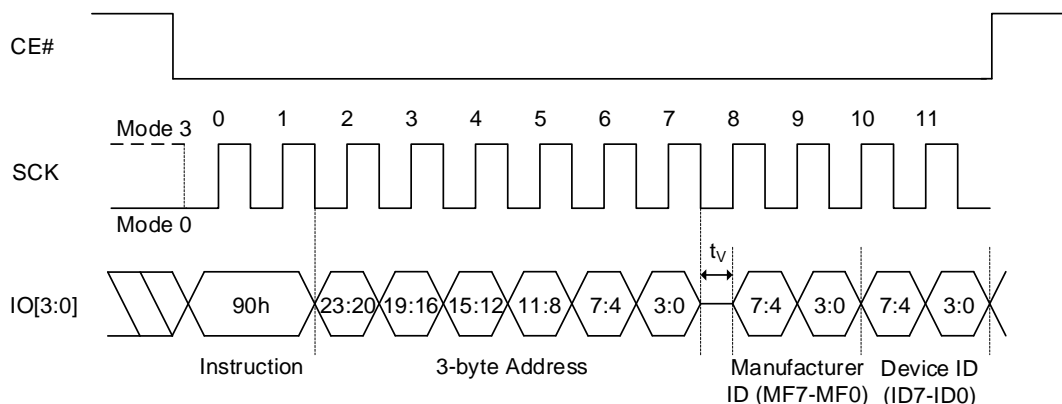 CE#
0 1 2 3 4 5 6 7 8 9 10 11
Mode 3
SCK
Mode 0
tV
IO[3:0]
90h 23:20 19:16 15:12 11:8 7:4 3:0 7:4 3:0 7:4 3:0
Instruction 3-byte Address Manufacturer Device ID
ID (MF7-MF0) (ID7-ID0)